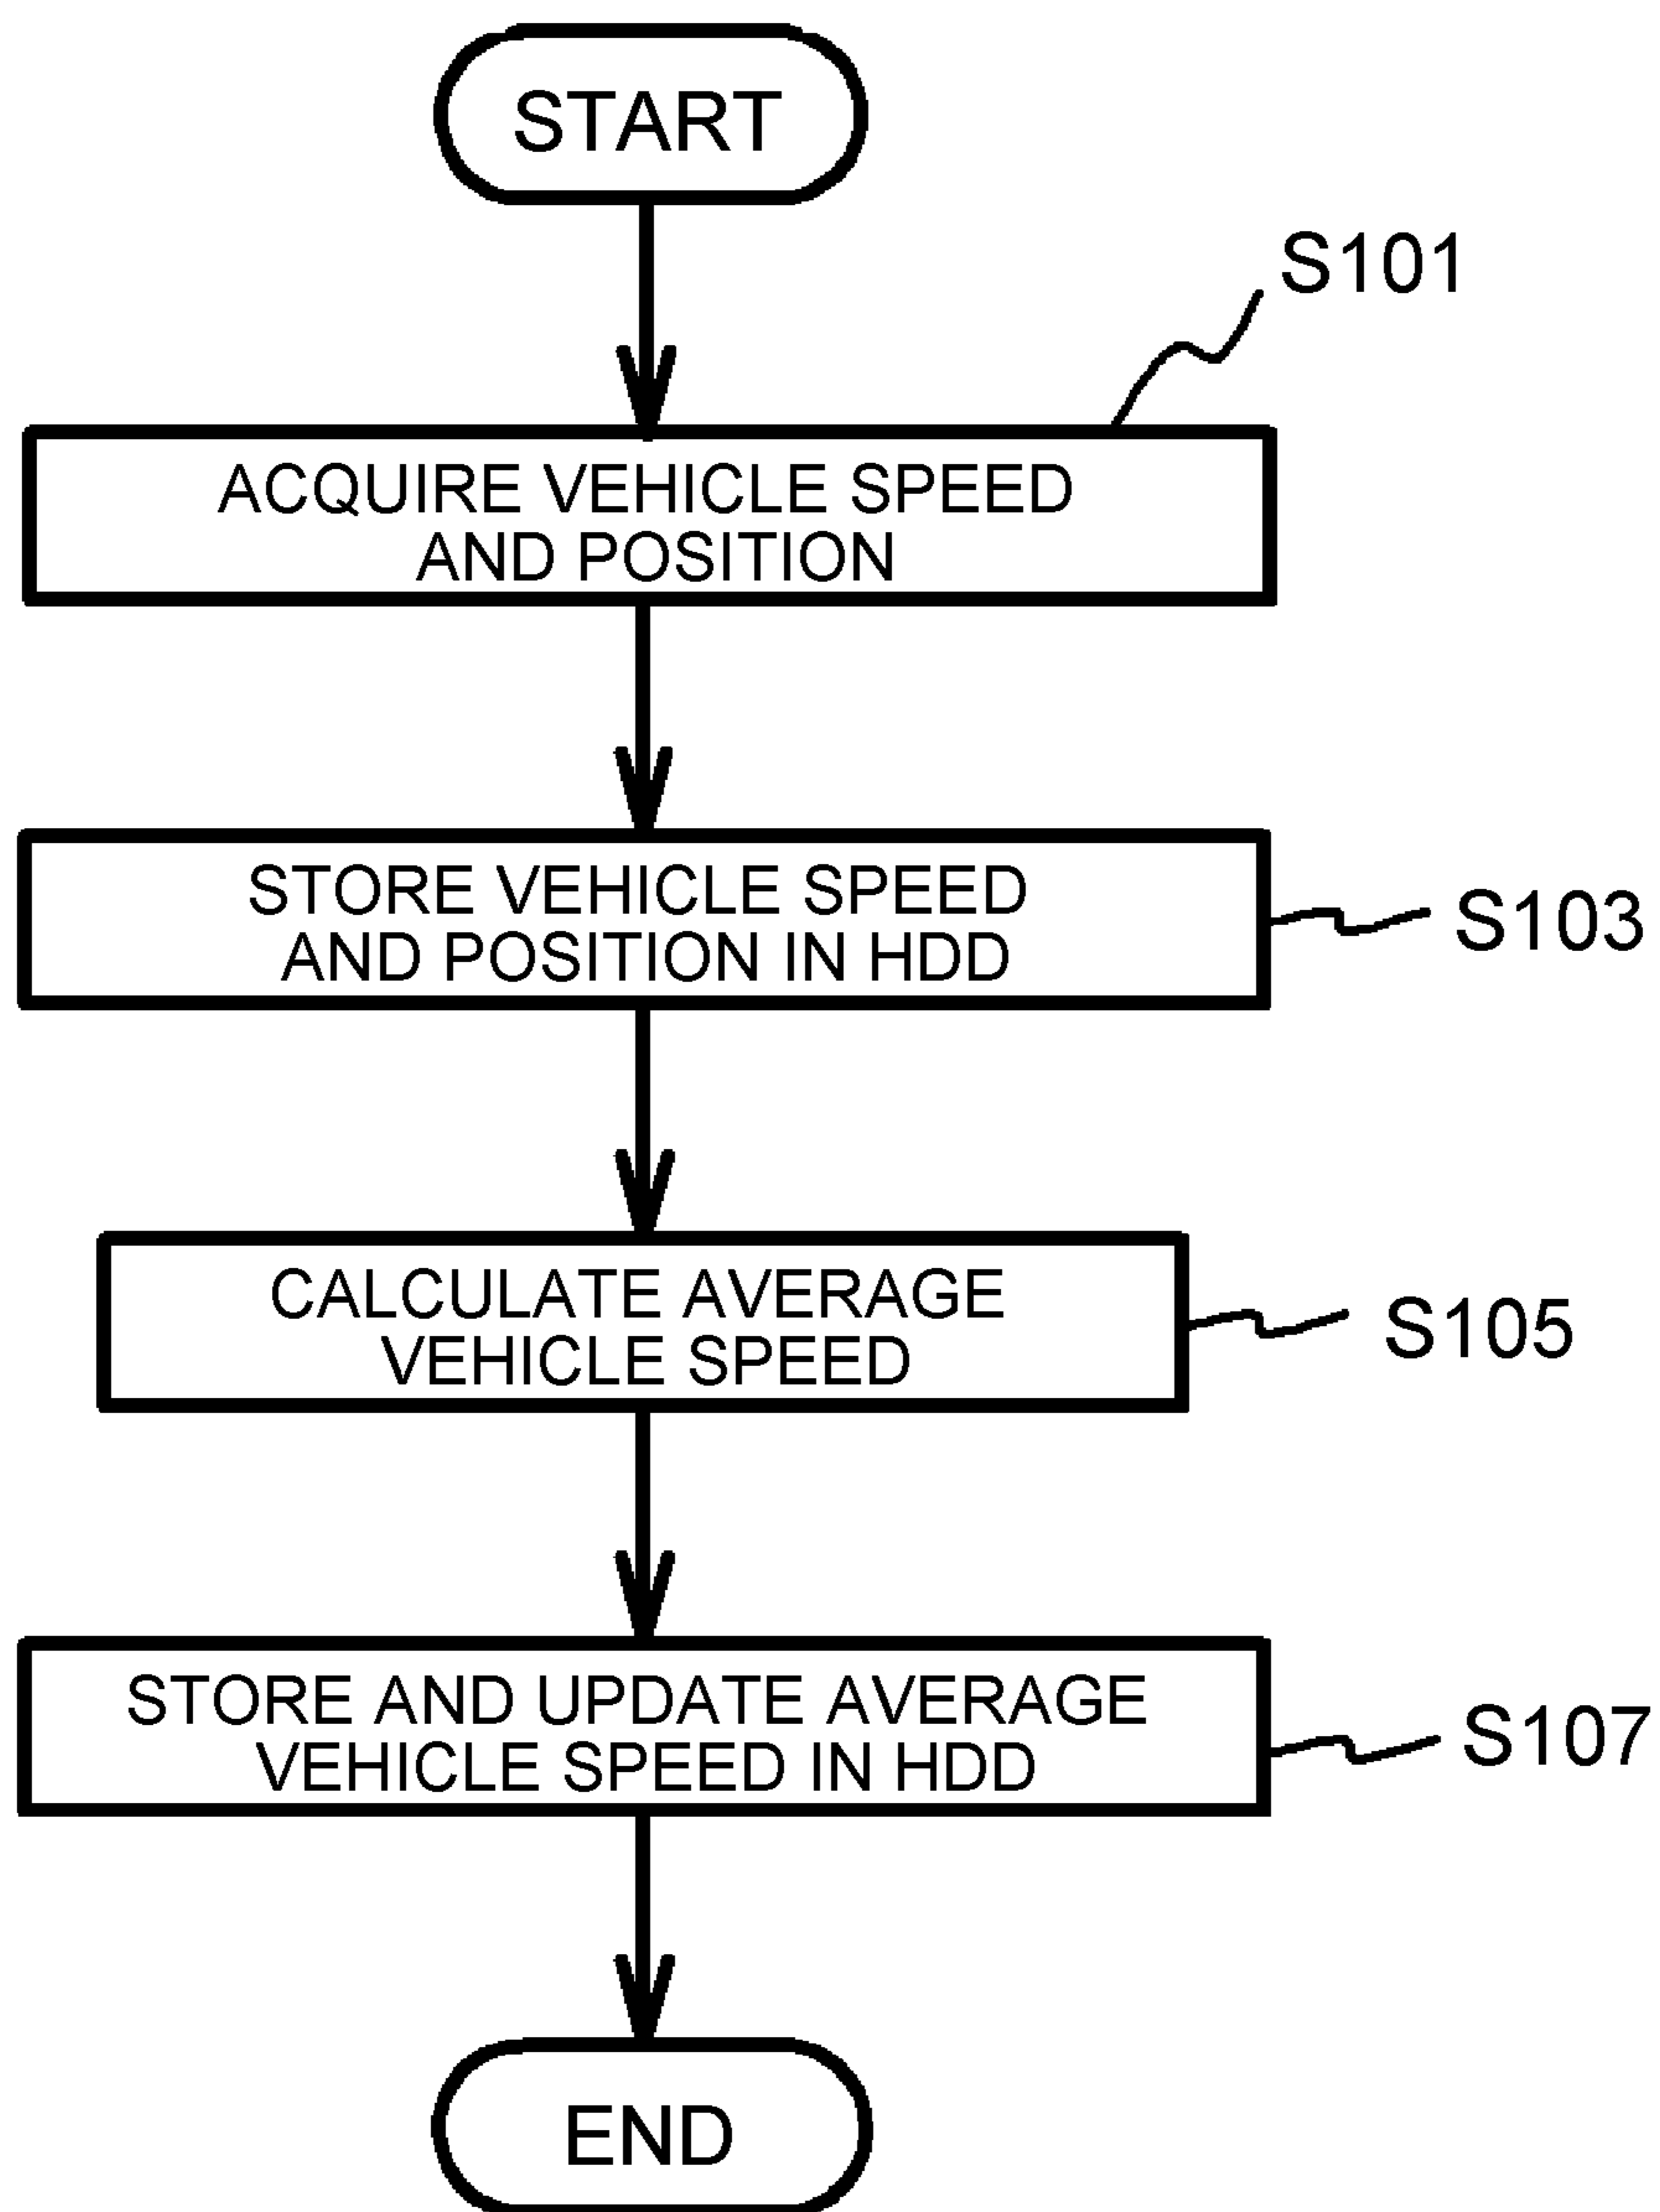 START
S101
ACQUIRE VEHICLE SPEED
AND POSITION
STORE VEHICLE SPEED
AND POSITION IN HDD
S103
CALCULATE AVERAGE
VEHICLE SPEED
S105
STORE AND UPDATE AVERAGE
VEHICLE SPEED IN HDD
S107
END